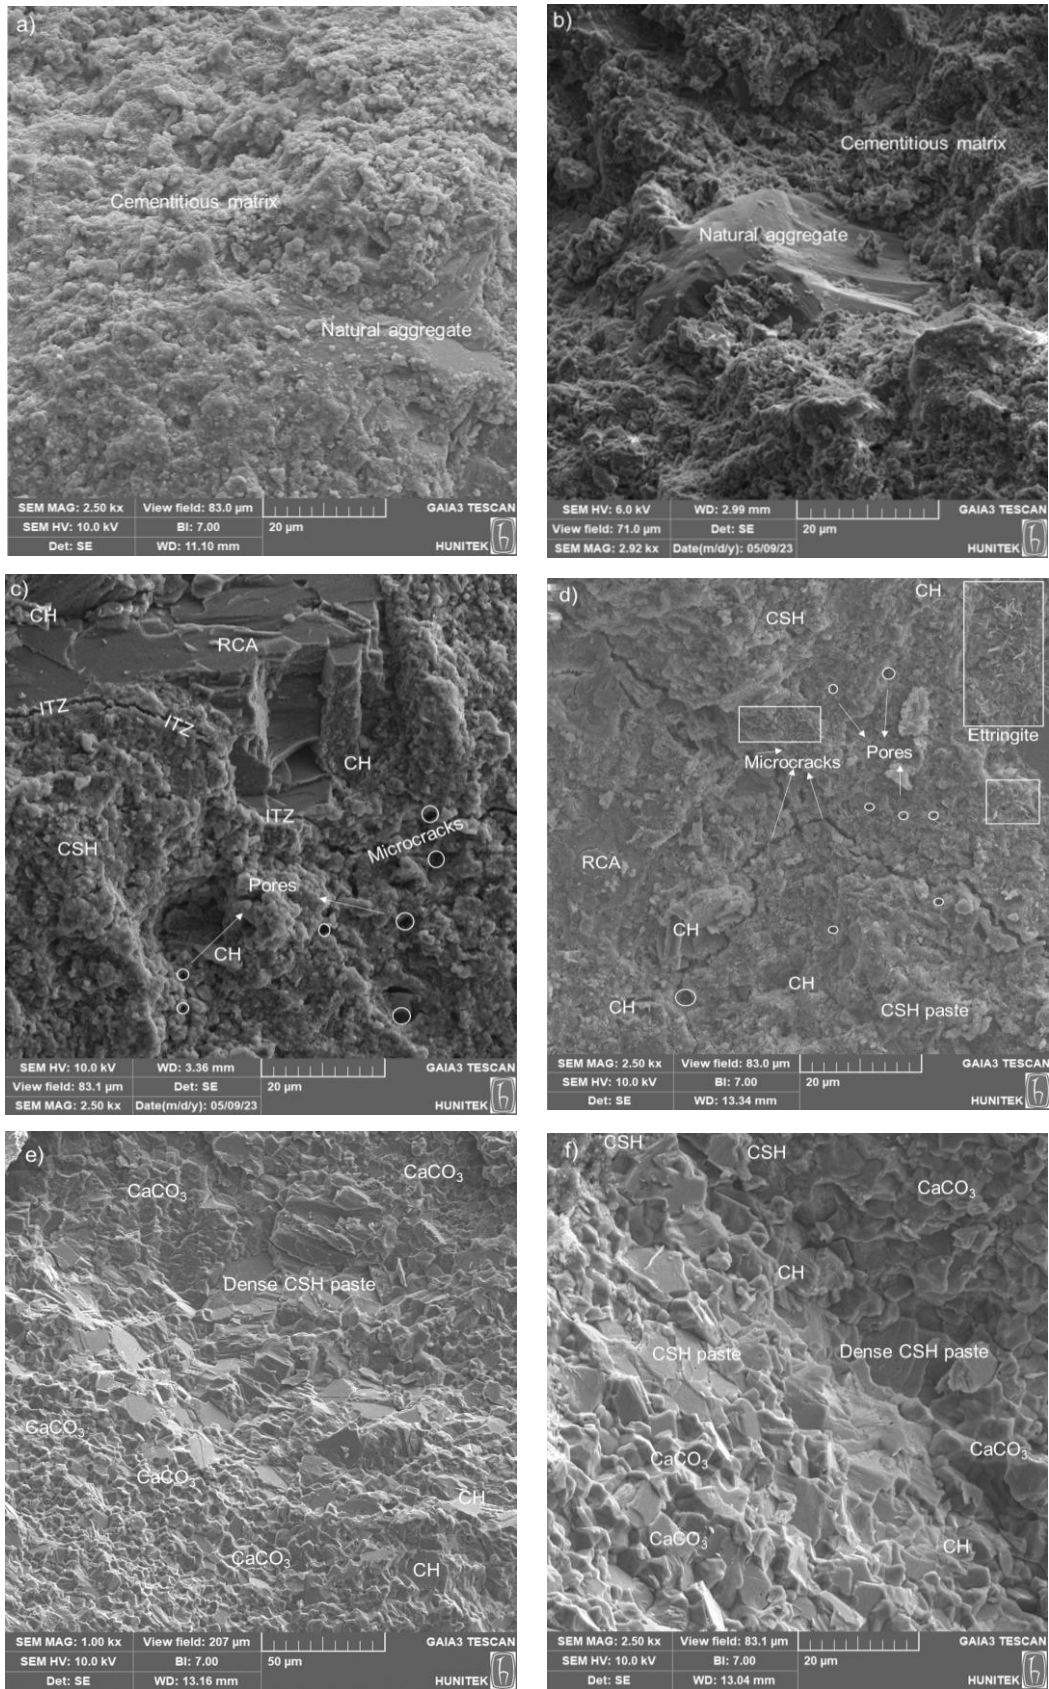 a)
Cementitious matrix
Natural aggregate
SEM MAG: 2.50 kx View field: 83.0 µm GAIA3 TESCAN
SEM HV: 10.0 kV BI: 7.00 20 µm
Det: SE WD: 11.10 mm HUNITEK
b)
Cementitious matrix
Natural aggregate
SEM HV: 6.0 kV WD: 2.99 mm GAIA3 TESCAN
View field: 71.0 µm Det: SE 20 µm
SEM MAG: 2.92 kx Date(m/d/y): 05/09/23 HUNITEK
c)
CH
RCA
ITZ
ITZ
CH
ITZ
Microcracks
CSH
Pores
CH
SEM HV: 10.0 kV WD: 3.36 mm GAIA3 TESCAN
View field: 83.1 µm Det: SE 20 µm
SEM MAG: 2.50 kx Date(m/d/y): 05/09/23 HUNITEK
d)
CH
CSH
Ettringite
Pores
Microcracks
RCA
CH
CH
CH
CSH paste
SEM MAG: 2.50 kx View field: 83.0 µm GAIA3 TESCAN
SEM HV: 10.0 kV BI: 7.00 20 µm
Det: SE WD: 13.34 mm HUNITEK
e)
CaCO₃
CaCO₃
Dense CSH paste
CaCO₃
CaCO₃
CH
CaCO₃
CH
SEM MAG: 1.00 kx View field: 207 µm GAIA3 TESCAN
SEM HV: 10.0 kV BI: 7.00 50 µm
Det: SE WD: 13.16 mm HUNITEK
f)
CSH
CSH
CaCO₃
CH
CSH paste
Dense CSH paste
CaCO₃
CaCO₃
CaCO₃
CH
SEM MAG: 2.50 kx View field: 83.1 µm GAIA3 TESCAN
SEM HV: 10.0 kV BI: 7.00 20 µm
Det: SE WD: 13.04 mm HUNITEK